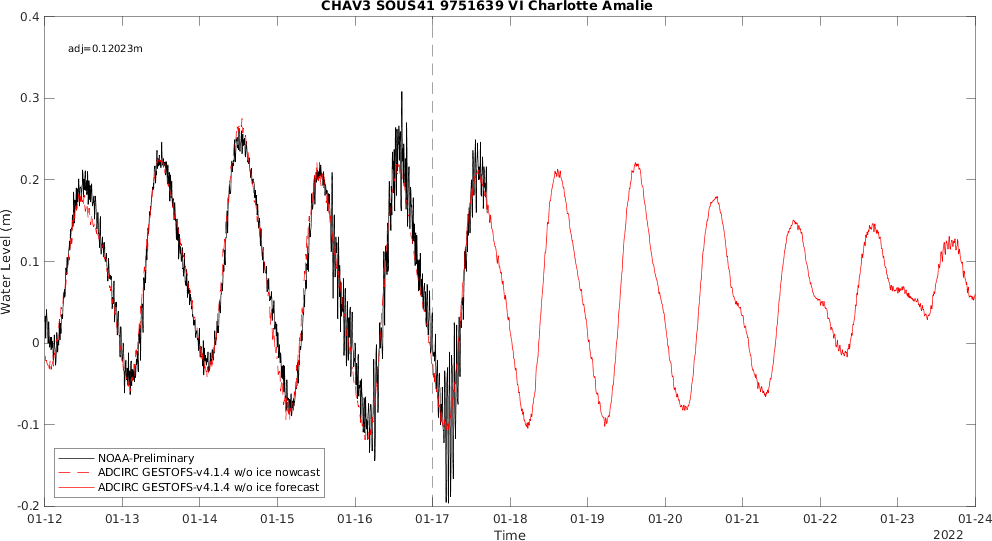 CHAV3 SOUS41 9751639 VI Charlotte Amalie
0.4
adj=0.12023m
0.3
0.2
0.1
0
-0.1
-0.2
Water Level (m)
NOAA-Preliminary
ADCIRC GESTOFS-v4.1.4 w/o ice nowcast
ADCIRC GESTOFS-v4.1.4 w/o ice forecast
01-12 01-13 01-14 01-15 01-16 01-17 01-18 01-19 01-20 01-21 01-22 01-23 01-24
Time
2022